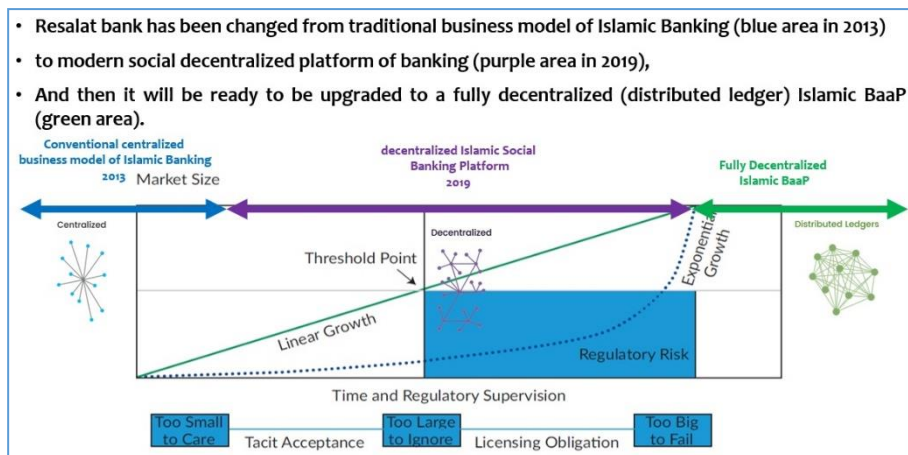 • Resalat bank has been changed from traditional business model of Islamic Banking (blue area in 2013)
• to modern social decentralized platform of banking (purple area in 2019),
• And then it will be ready to be upgraded to a fully decentralized (distributed ledger) Islamic BaaP
(green area).
Conventional centralized
business model of Islamic Banking
2013
Market Size
decentralized Islamic Social
Banking Platform
2019
Fully Decentralized
Islamic BaaP
Centralized
Decentralized
Distributed Ledgers
Threshold Point
Exponential
Growth
Linear Growth
Regulatory Risk
Time and Regulatory Supervision
Too Small
to Care
Tacit Acceptance
Too Large
to Ignore
Licensing Obligation
Too Big
to Fail